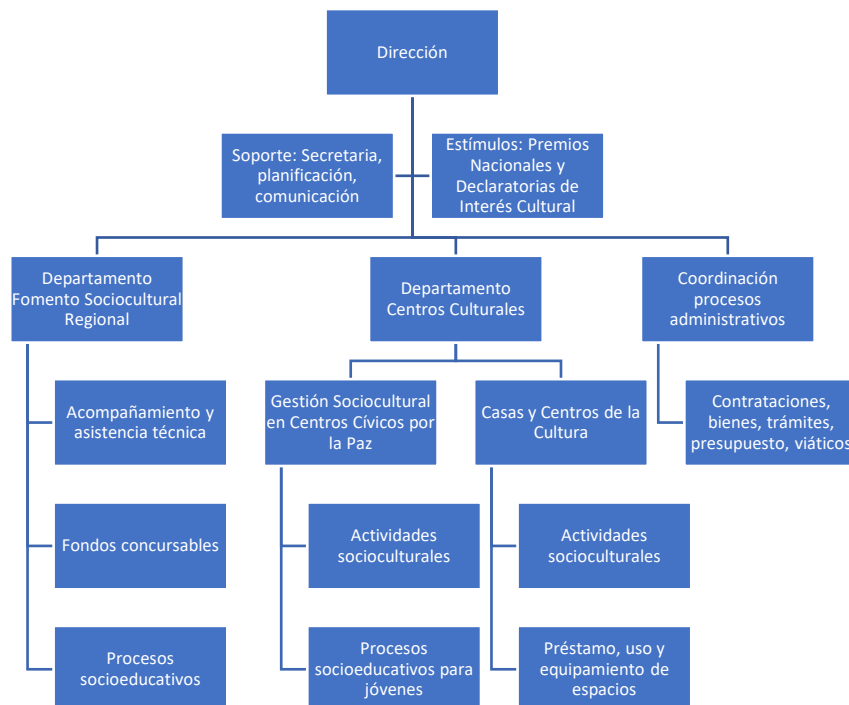 Dirección
Soporte: Secretaria,
planificación,
comunicación
Estímulos: Premios
Nacionales y
Declaratorias de
Interés Cultural
Departamento
Fomento Sociocultural
Regional
Departamento
Centros Culturales
Coordinación
procesos
administrativos
Acompañamiento y
asistencia técnica
Gestión Sociocultural
en Centros Cívicos por
la Paz
Casas y Centros de la
Cultura
Contrataciones,
bienes, trámites,
presupuesto, viáticos
Fondos concursables
Actividades
socioculturales
Actividades
socioculturales
Procesos
socioeducativos
Procesos
socioeducativos para
jóvenes
Préstamo, uso y
equipamiento de
espacios